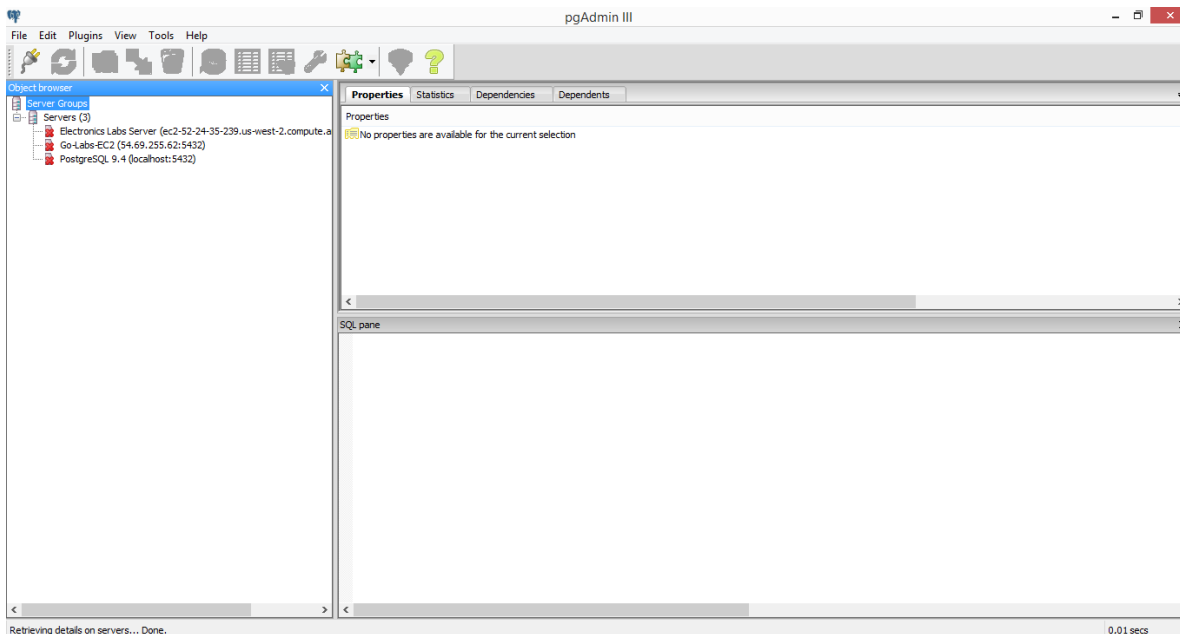 pgAdmin III
File Edit Plugins View Tools Help
Object browser
Server Groups
Servers (3)
Electronics Labs Server (ec2-52-24-35-239.us-west-2.compute.a
Go-Labs-EC2 (54.69.255.62:5432)
PostgreSQL 9.4 (localhost:5432)
Properties Statistics Dependencies Dependents
Properties
No properties are available for the current selection
SQL pane
Retrieving details on servers... Done. 0.01 secs